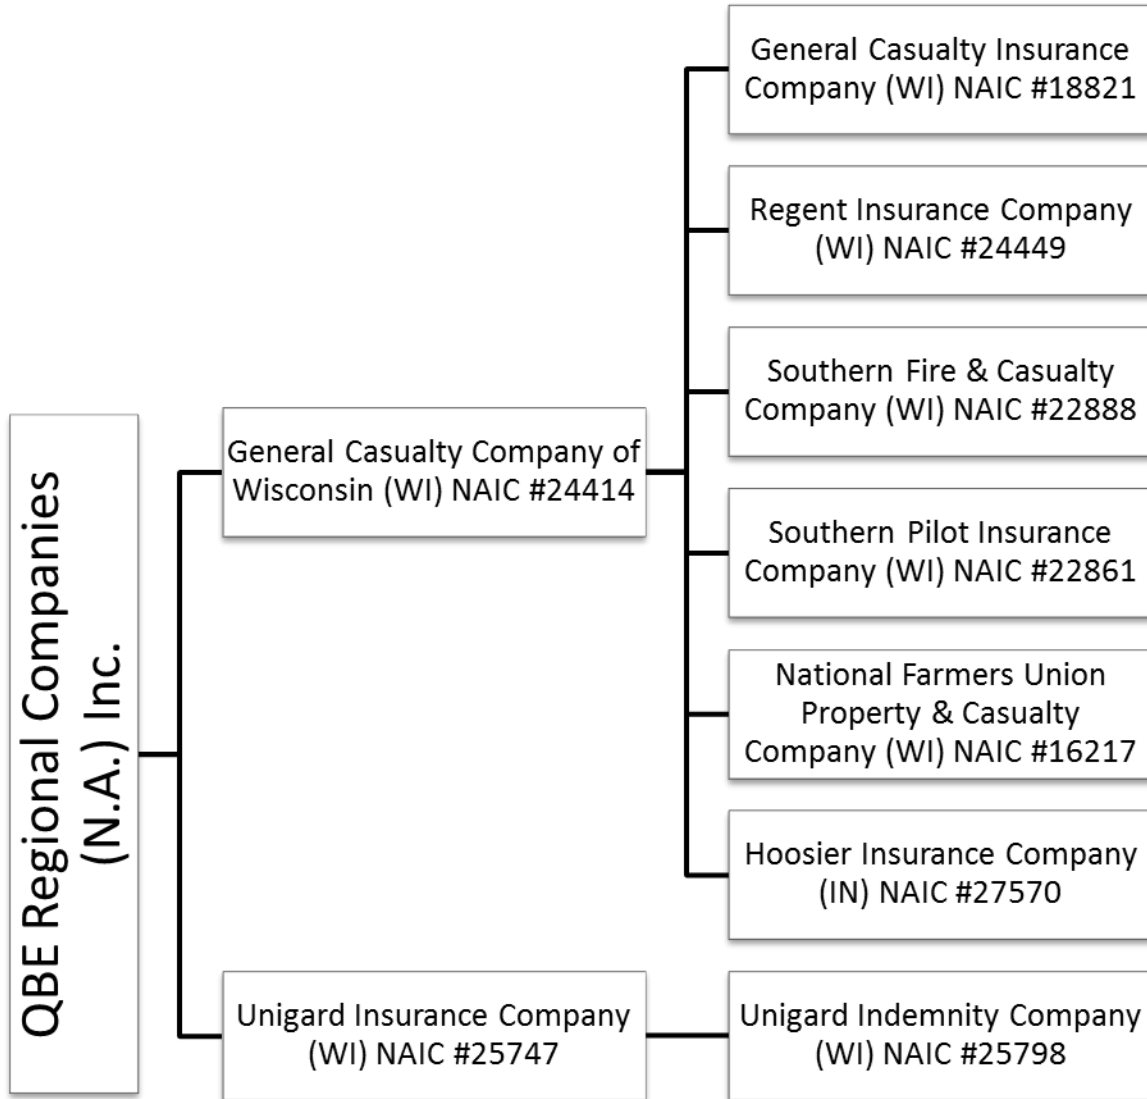 QBE Regional Companies
(N.A.) Inc.
General Casualty Company of
Wisconsin (WI) NAIC #24414
General Casualty Insurance
Company (WI) NAIC #18821
Regent Insurance Company
(WI) NAIC #24449
Southern Fire & Casualty
Company (WI) NAIC #22888
Southern Pilot Insurance
Company (WI) NAIC #22861
National Farmers Union
Property & Casualty
Company (WI) NAIC #16217
Hoosier Insurance Company
(IN) NAIC #27570
Unigard Insurance Company
(WI) NAIC #25747
Unigard Indemnity Company
(WI) NAIC #25798